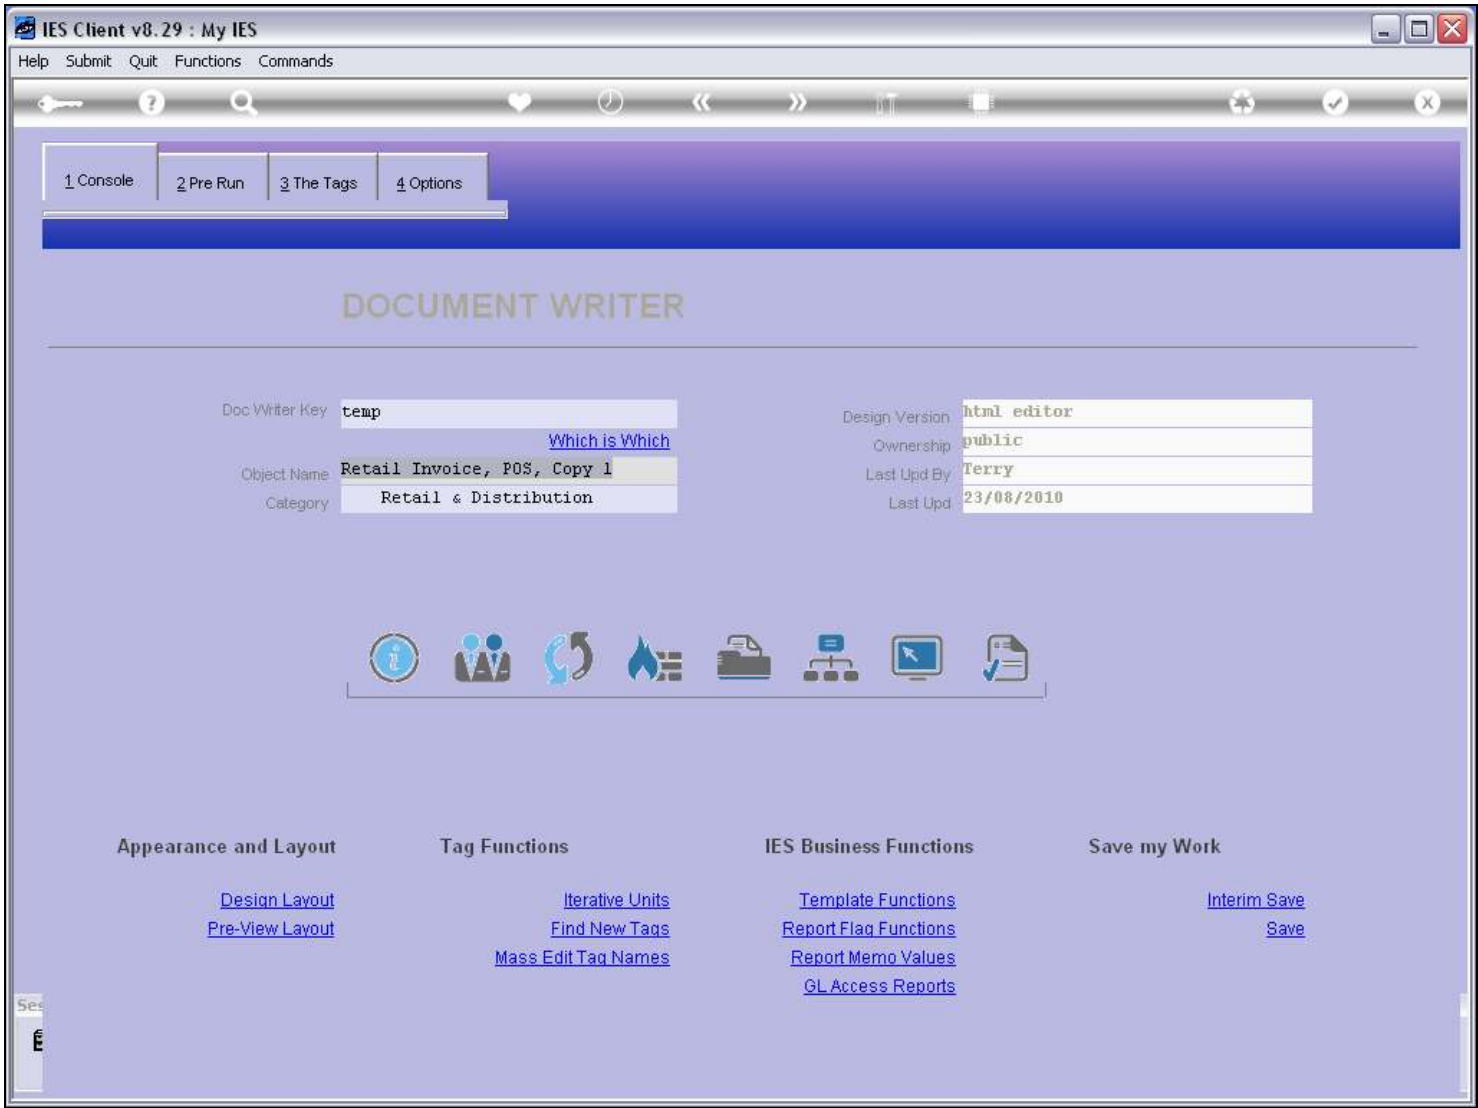 IES Client v8.29 : My IES
Help Submit Quit Functions Commands
1 Console 2 Pre Run 3 The Tags 4 Options
DOCUMENT WRITER
Doc Writer Key temp
Design Version html editor
Which is Which
Ownership public
Object Name Retail Invoice, POS, Copy 1
Last Upd By Terry
Category Retail & Distribution
Last Upd 23/08/2010
Appearance and Layout Tag Functions IES Business Functions Save my Work
Design Layout Iterative Units Template Functions Interim Save
Pre-View Layout Find New Tags Report Flag Functions Save
Mass Edit Tag Names Report Memo Values
GL Access Reports
Ses